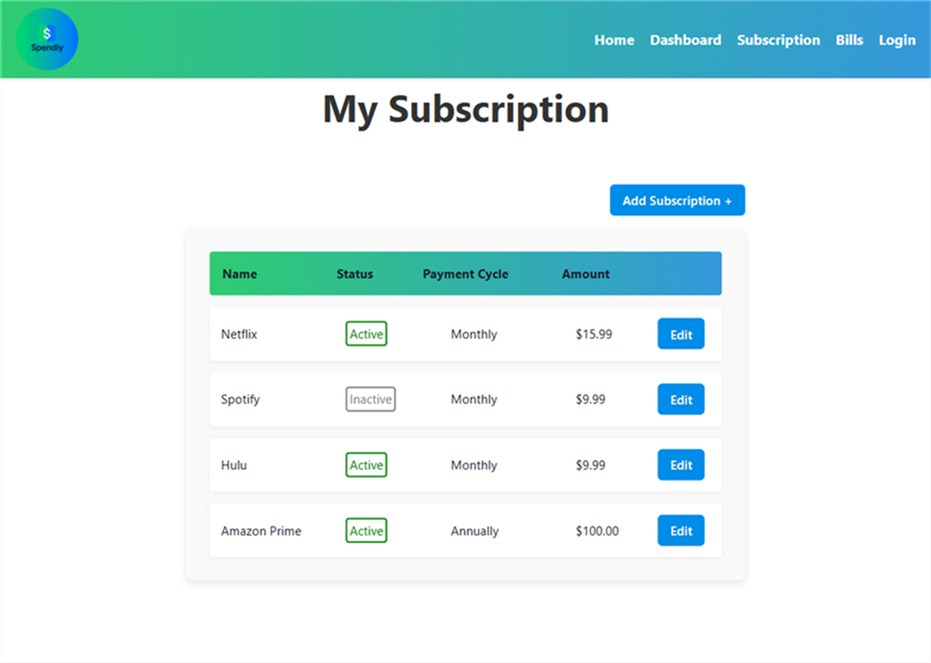 $
Spendly
Home Dashboard Subscription Bills Login
My Subscription
Add Subscription +
Name Status Payment Cycle Amount
Netflix Active Monthly $15.99 Edit
Spotify Inactive Monthly $9.99 Edit
Hulu Active Monthly $9.99 Edit
Amazon Prime Active Annually $100.00 Edit